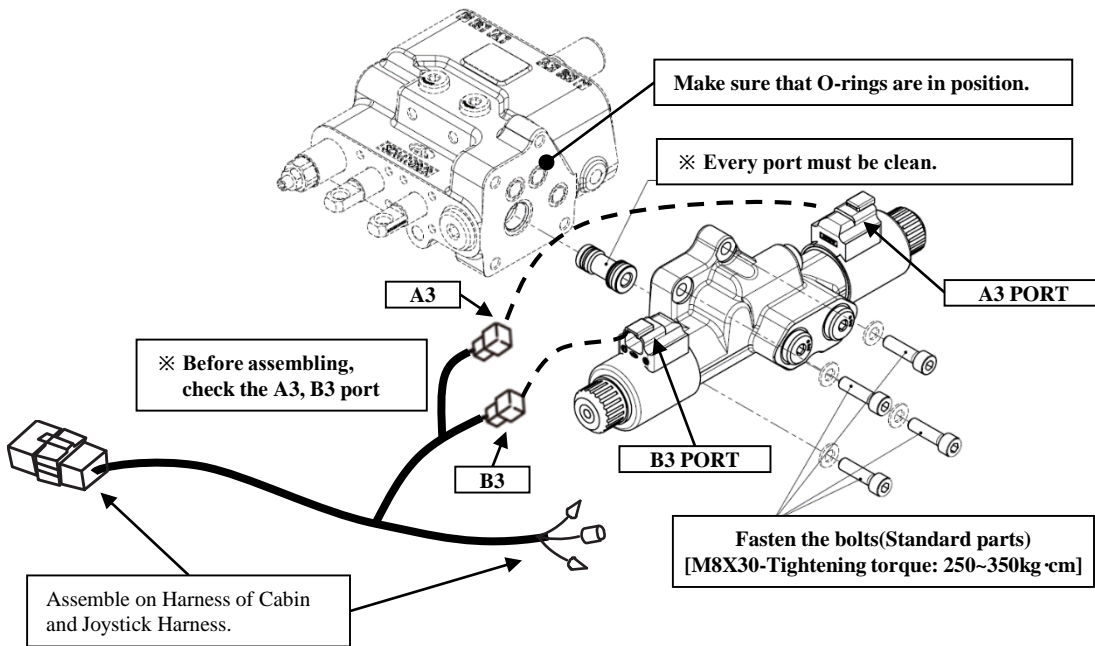 Make sure that O-rings are in position.
※ Every port must be clean.
A3
A3 PORT
※ Before assembling,
check the A3, B3 port
B3
B3 PORT
Fasten the bolts(Standard parts)
[M8X30-Tightening torque: 250~350kg·cm]
Assemble on Harness of Cabin
and Joystick Harness.